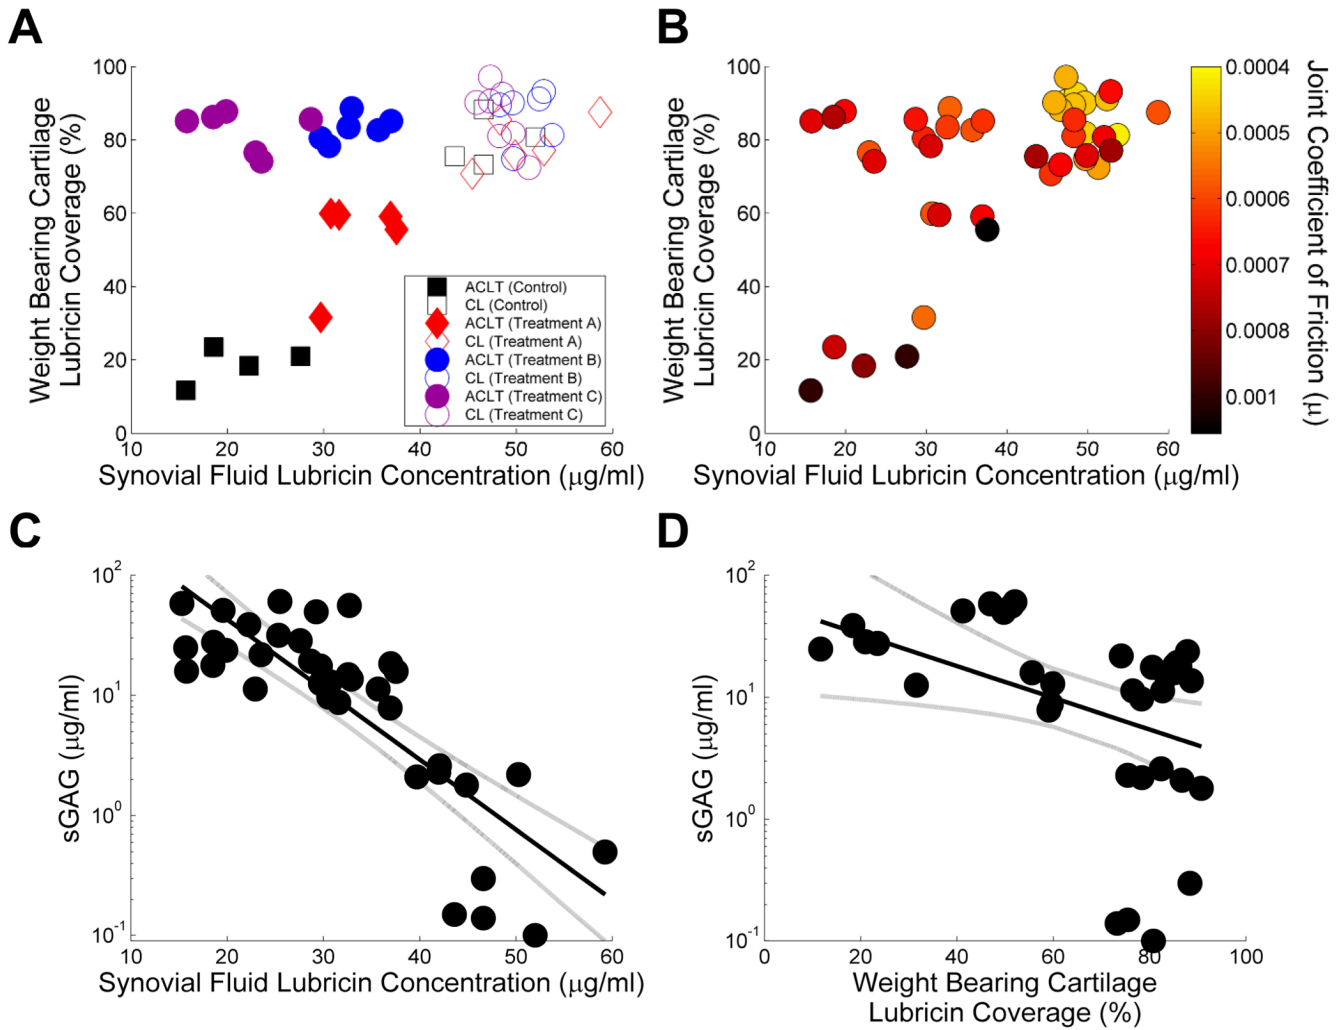 A
Weight Bearing Cartilage
Lubricin Coverage (%)
100
80
60
40
20
0
10 20 30 40 50 60
Synovial Fluid Lubricin Concentration (μg/ml)
ACLT (Control)
CL (Control)
ACLT (Treatment A)
CL (Treatment A)
ACLT (Treatment B)
CL (Treatment B)
ACLT (Treatment C)
CL (Treatment C)
B
Weight Bearing Cartilage
Lubricin Coverage (%)
100
80
60
40
20
0
10 20 30 40 50 60
Synovial Fluid Lubricin Concentration (μg/ml)
0.0004
0.0005
0.0006
0.0007
0.0008
0.001
Joint Coefficient of Friction (μ)
C
sGAG (μg/ml)
10²
10¹
10⁰
10⁻¹
10 20 30 40 50 60
Synovial Fluid Lubricin Concentration (μg/ml)
D
sGAG (μg/ml)
10²
10¹
10⁰
10⁻¹
0 20 40 60 80 100
Weight Bearing Cartilage
Lubricin Coverage (%)